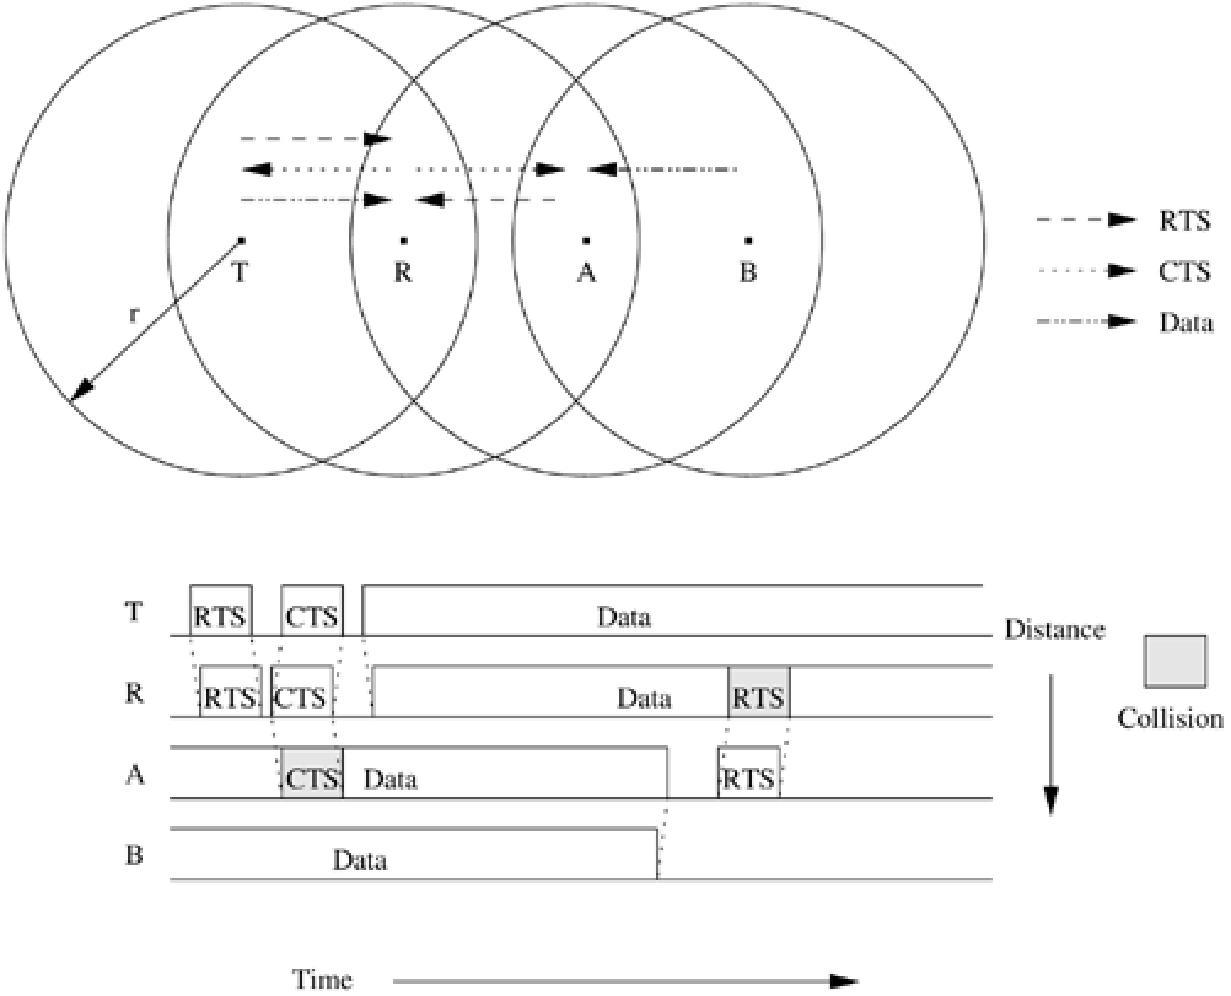 RTS
CTS
Data
T
R
A
B
r
T
RTS
CTS
Data
Distance
R
RTS
CTS
Data
RTS
Collision
A
CTS
Data
RTS
B
Data
Time